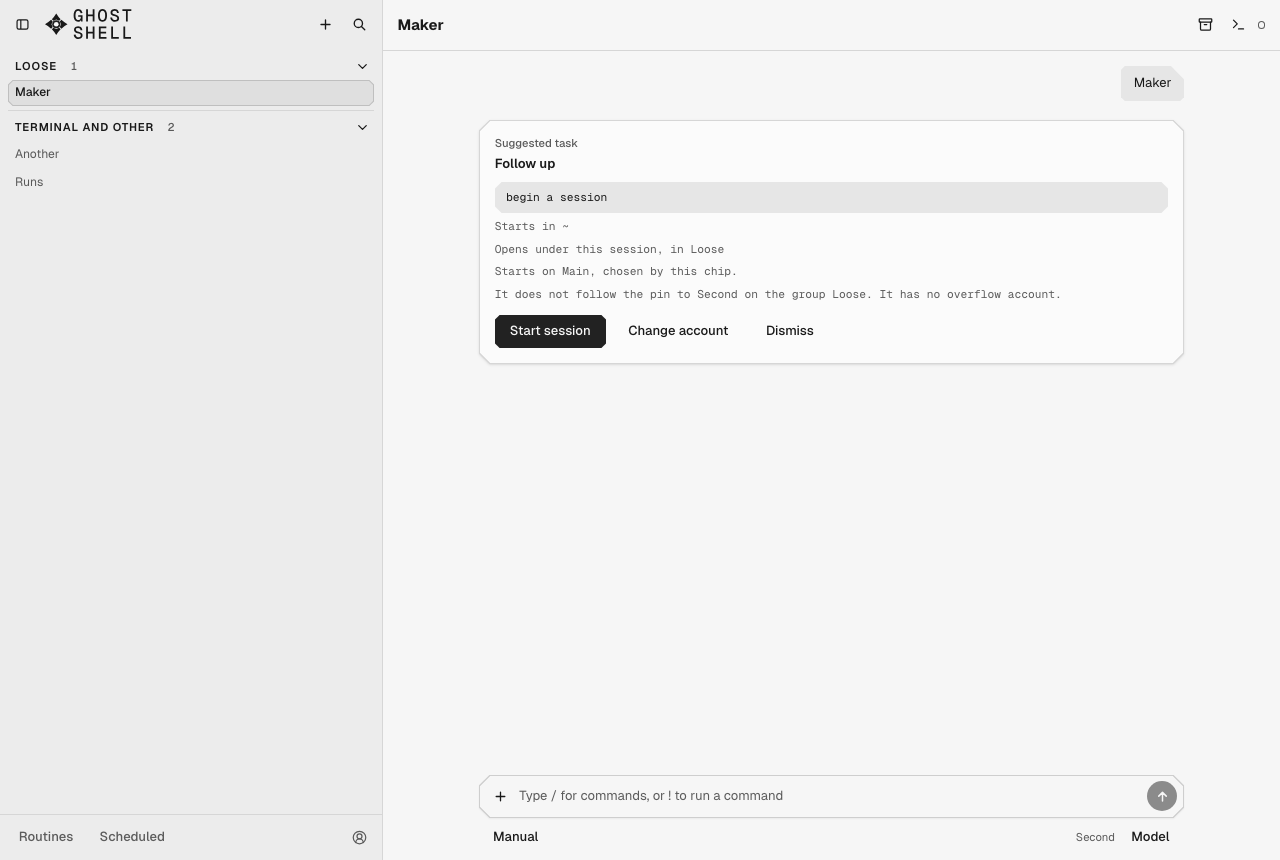 GHOST
SHELL
LOOSE 1
Maker
TERMINAL AND OTHER 2
Another
Runs
Routines
Scheduled
Maker
0
Maker
Suggested task
Follow up
begin a session
Starts in ~
Opens under this session, in Loose
Starts on Main, chosen by this chip.
It does not follow the pin to Second on the group Loose. It has no overflow account.
Start session
Change account
Dismiss
Type / for commands, or ! to run a command
Manual
Second
Model